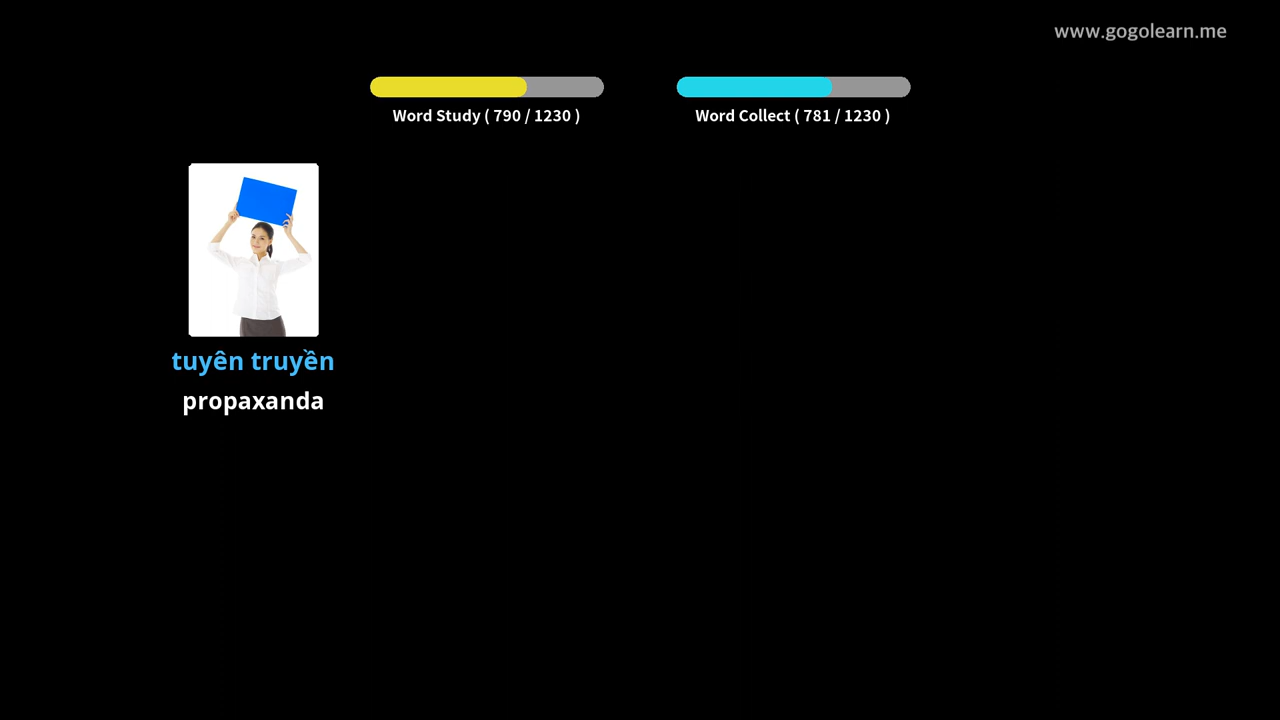 www.gogolearn.me
Word Study ( 790 / 1230 )
Word Collect ( 781 / 1230 )
tuyên truyền
propaxanda